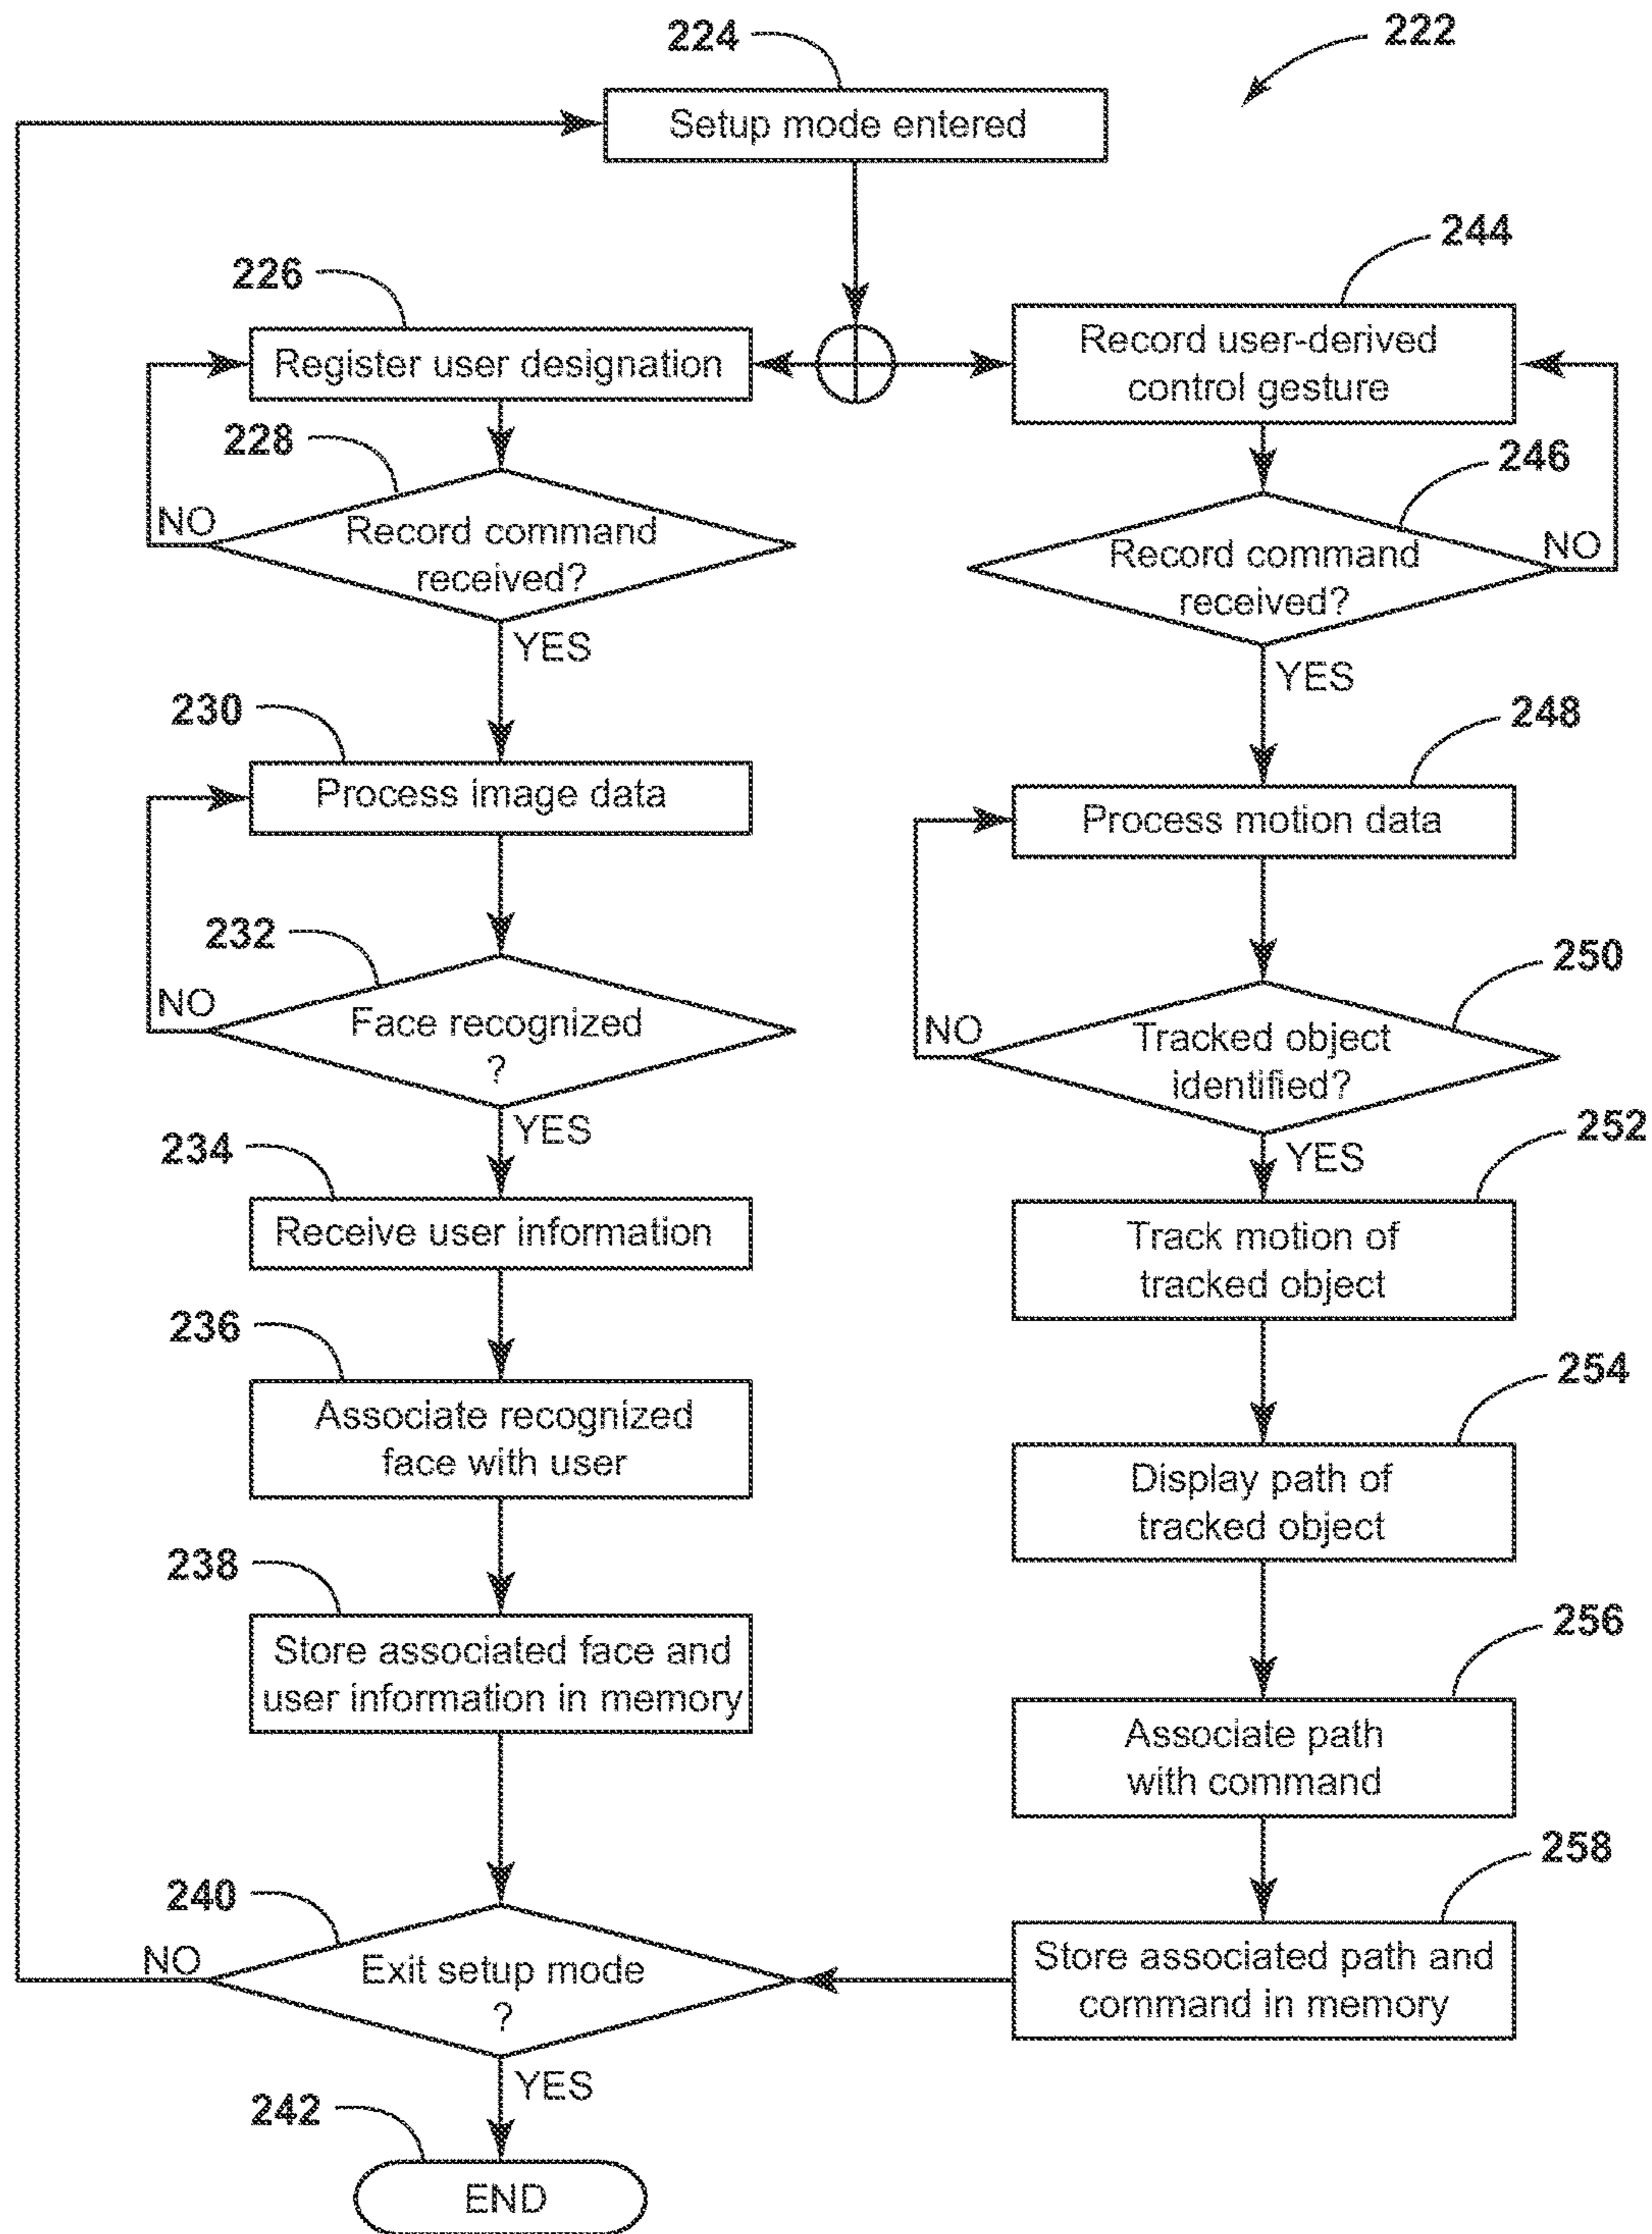 224
222
Setup mode entered
244
226
Record user-derived
control gesture
Register user designation
228
246
NO
Record command
received?
NO
Record command
received?
YES
YES
230
248
Process image data
Process motion data
232
250
NO
Face recognized
?
NO
Tracked object
identified?
YES
252
YES
234
Receive user information
Track motion of
tracked object
236
254
Associate recognized
face with user
Display path of
tracked object
238
256
Store associated face and
user information in memory
Associate path
with command
258
240
NO
Exit setup mode
?
Store associated path and
command in memory
YES
242
END